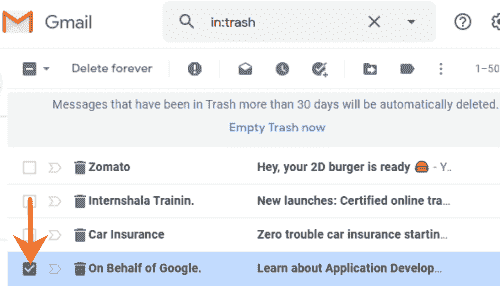 Gmail in:trash
Delete forever 1–50
Messages that have been in Trash more than 30 days will be automatically deleted.
Empty Trash now
Zomato Hey, your 2D burger is ready 🍔 - Y...
Internshala Trainin. New launches: Certified online tra...
Car Insurance Zero trouble car insurance startin...
On Behalf of Google. Learn about Application Develop...